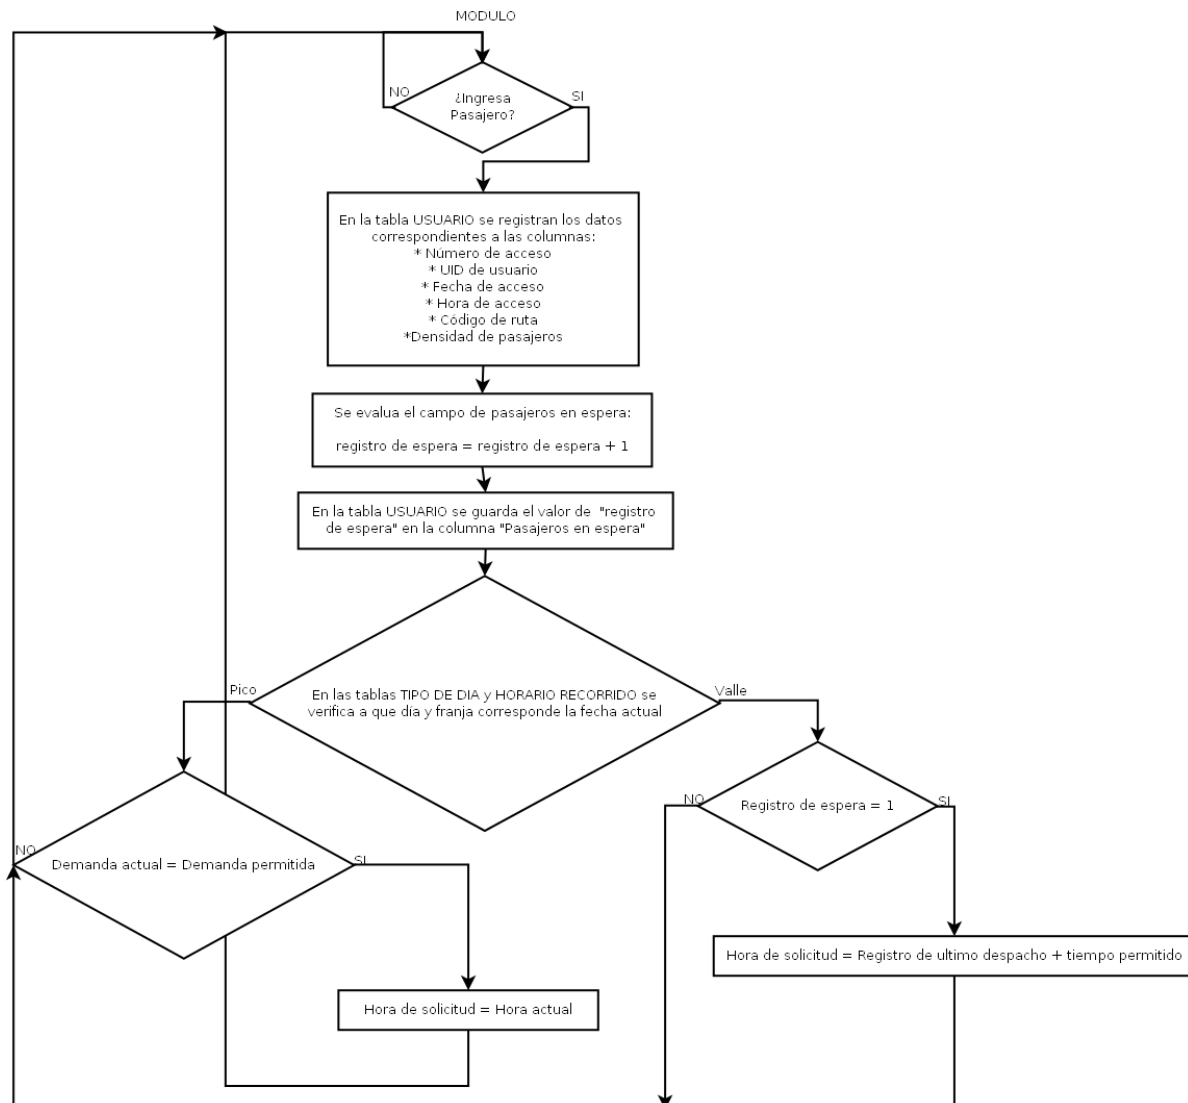 MODULO
NO
SI
¿Ingresa
Pasajero?
En la tabla USUARIO se registran los datos
correspondientes a las columnas:
* Número de acceso
* UID de usuario
* Fecha de acceso
* Hora de acceso
* Código de ruta
*Densidad de pasajeros
Se evalua el campo de pasajeros en espera:
registro de espera = registro de espera + 1
En la tabla USUARIO se guarda el valor de "registro
de espera" en la columna "Pasajeros en espera"
Pico
Valle
En las tablas TIPO DE DIA y HORARIO RECORRIDO se
verifica a que día y franja corresponde la fecha actual
NO
Registro de espera = 1
SI
NO
Demanda actual = Demanda permitida
SI
Hora de solicitud = Registro de ultimo despacho + tiempo permitido
Hora de solicitud = Hora actual